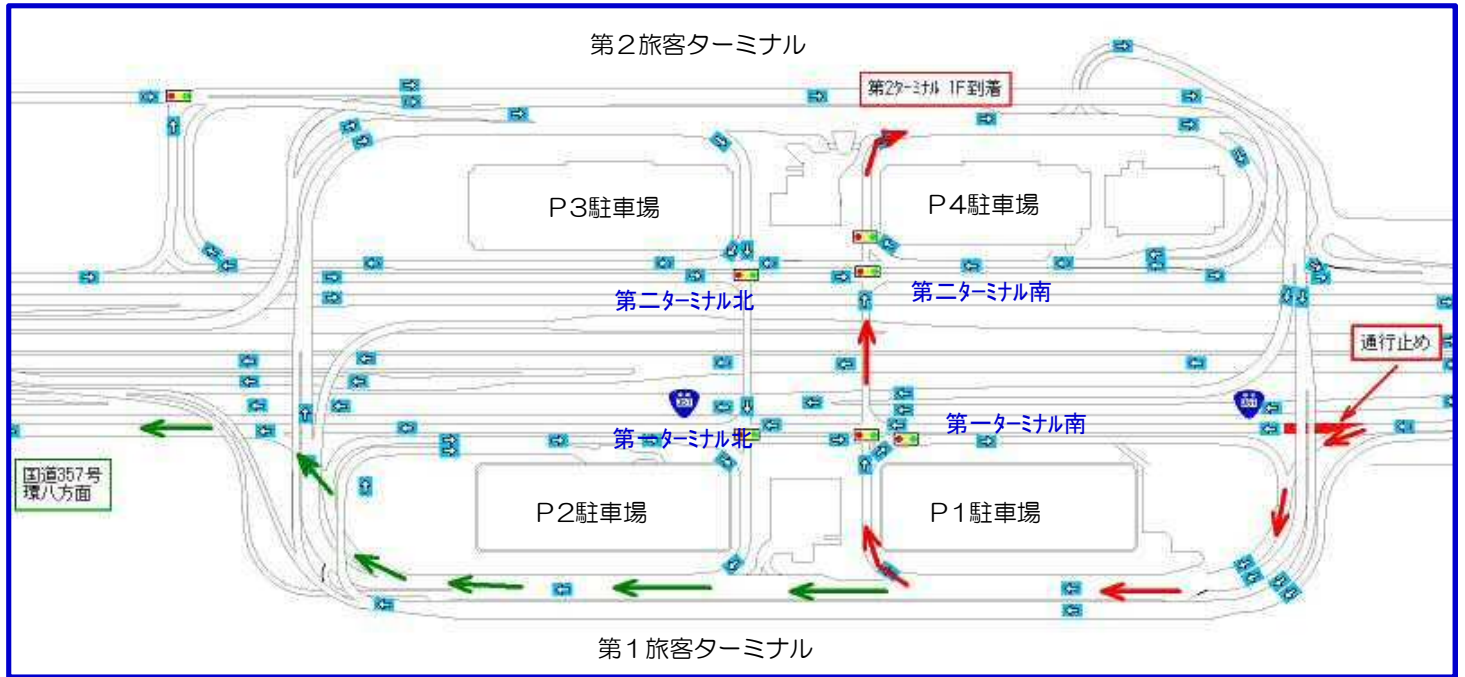 第２旅客ターミナル
第2ターミナル 1F到着
Ｐ３駐車場
Ｐ４駐車場
第二ターミナル北
第二ターミナル南
通行止め
第一ターミナル北
第一ターミナル南
国道357号
環八方面
Ｐ２駐車場
Ｐ１駐車場
第１旅客ターミナル